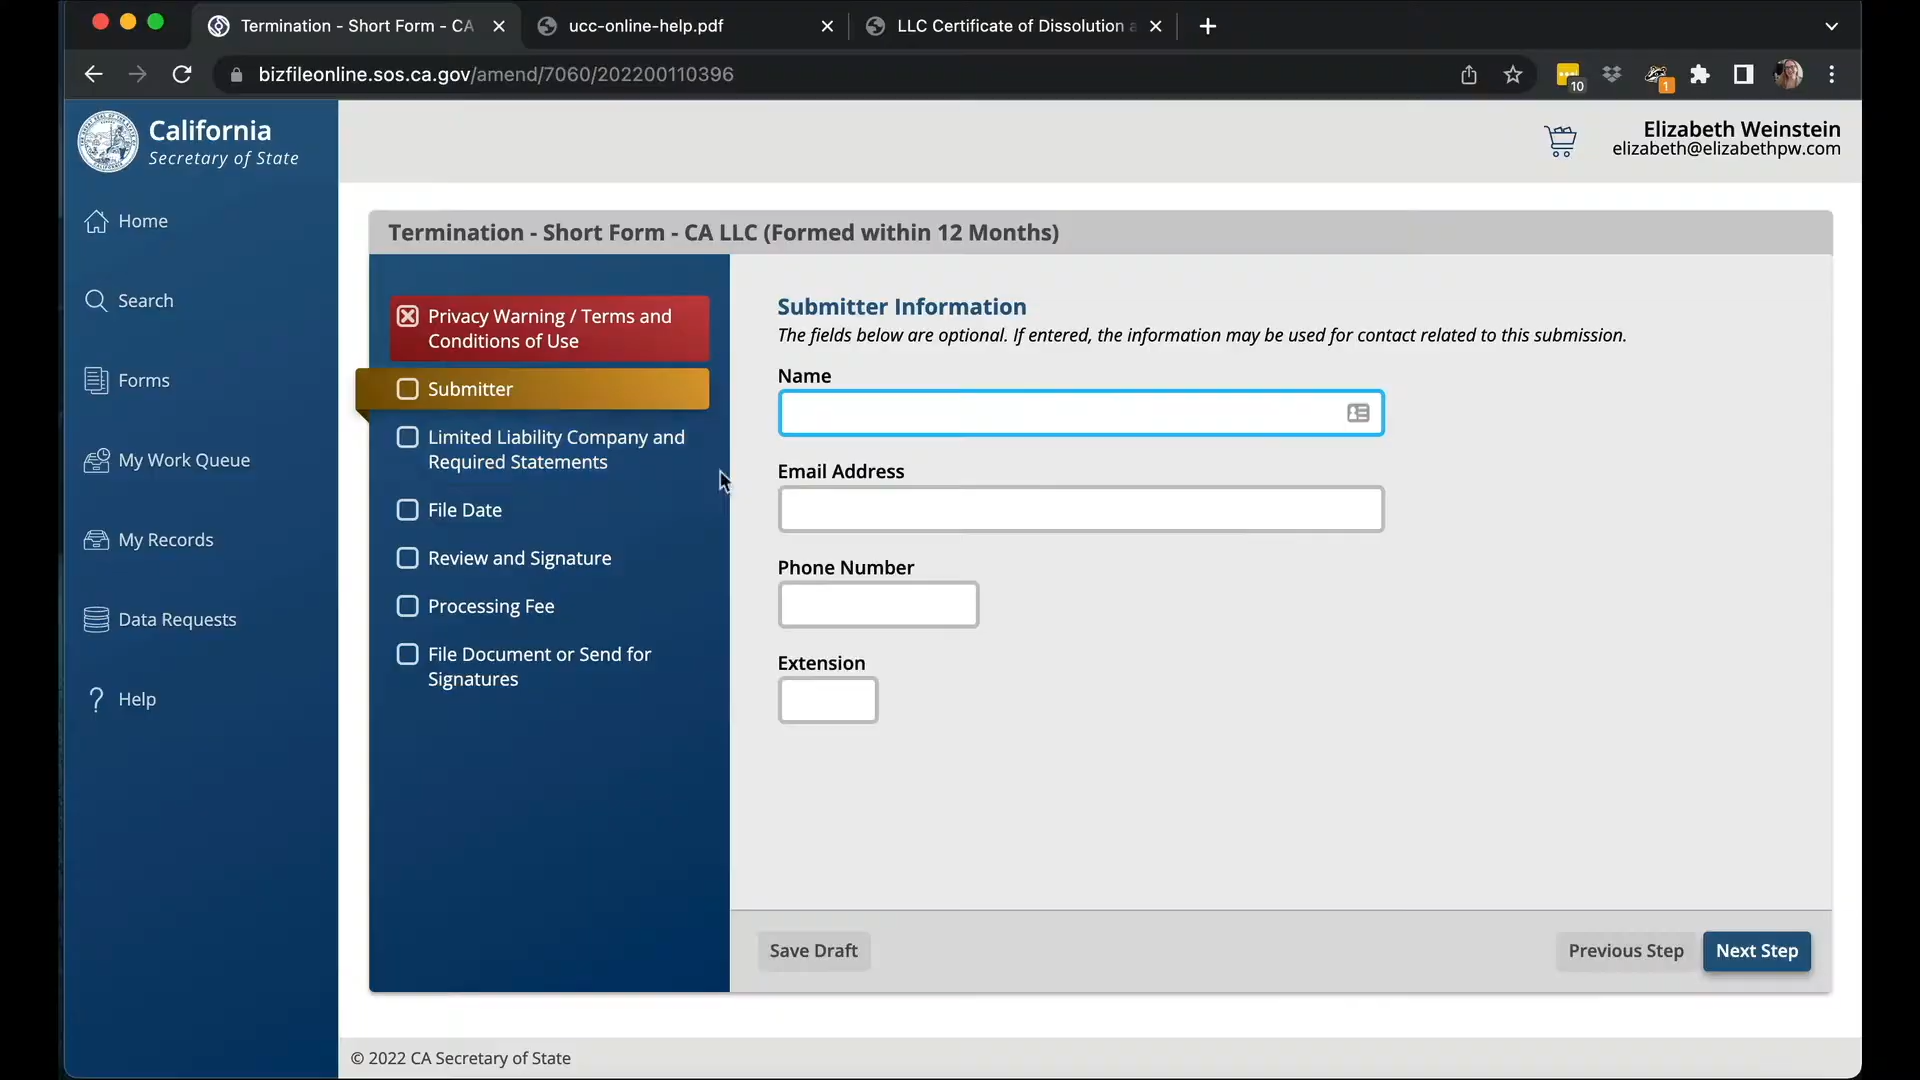 Termination - Short Form - CA
ucc-online-help.pdf
LLC Certificate of Dissolution
bizfileonline.sos.ca.gov/amend/7060/202200110396
10
1
California
Secretary of State
Elizabeth Weinstein
elizabeth@elizabethpw.com
Home
Search
Forms
My Work Queue
My Records
Data Requests
Help
Termination - Short Form - CA LLC (Formed within 12 Months)
Privacy Warning / Terms and
Conditions of Use
Submitter
Limited Liability Company and
Required Statements
File Date
Review and Signature
Processing Fee
File Document or Send for
Signatures
Submitter Information
The fields below are optional. If entered, the information may be used for contact related to this submission.
Name
Email Address
Phone Number
Extension
Save Draft
Previous Step
Next Step
© 2022 CA Secretary of State